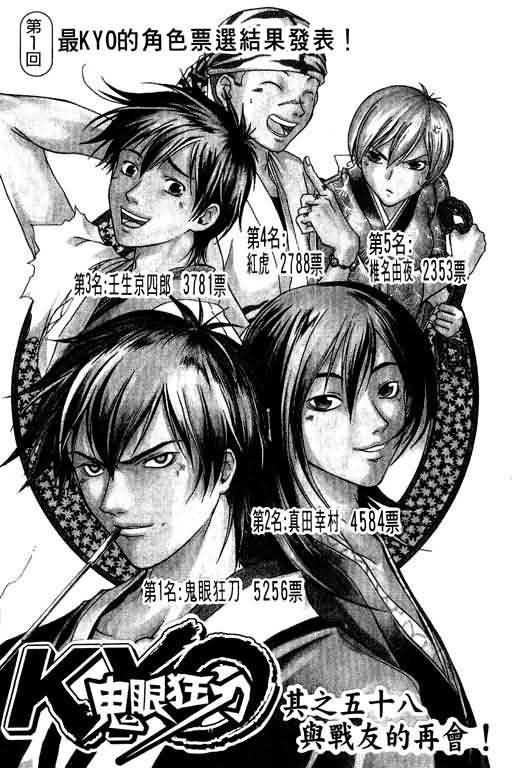 第1回
最KYO的角色票選結果發表！
第4名：
紅虎 2788票
第5名：
椎名由夜 2353票
第3名:壬生京四郎 3781票
第2名:真田幸村 4584票
第1名:鬼眼狂刀 5256票
KYO
鬼眼狂刀
其之五十八
與戰友的再會！